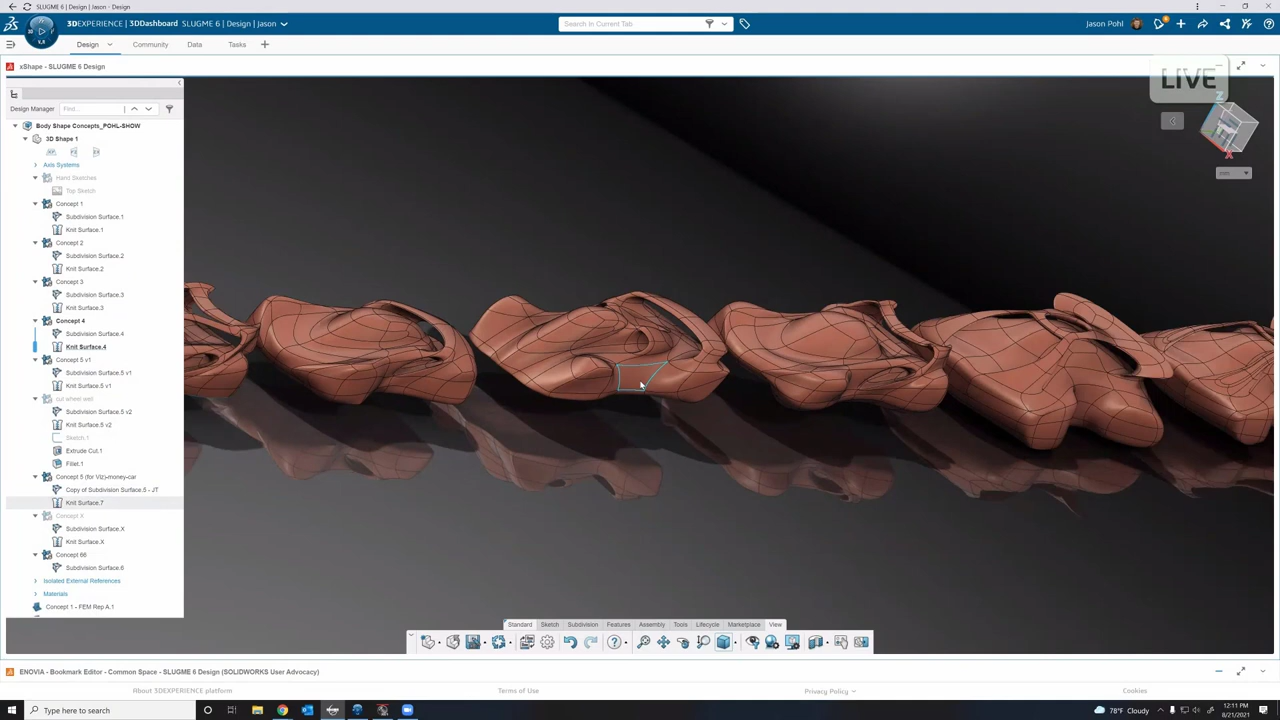 SLUGME 6 | Design | Jason
3DEXPERIENCE | 3DDashboard SLUGME 6 | Design | Jason
Search In Current Tab
Jason Pohl
Design
Community
Data
Tasks
xShape - SLUGME 6 Design
LIVE
Design Manager
Find...
Body Shape Concepts_POHL-SHOW
3D Shape 1
Axis Systems
Hand Sketches
Top Sketch
Concept 1
Subdivision Surface.1
Knit Surface.1
Concept 2
Subdivision Surface.2
Knit Surface.2
Concept 3
Subdivision Surface.3
Knit Surface.3
Concept 4
Subdivision Surface.4
Knit Surface.4
Concept 5 v1
Subdivision Surface.5 v1
Knit Surface.5 v1
cut wheel well
Subdivision Surface.5 v2
Knit Surface.5 v2
Sketch.1
Extrude Cut.1
Fillet.1
Concept 5 (for Viz)-money-car
Copy of Subdivision Surface.5 - JT
Knit Surface.7
Concept X
Subdivision Surface.X
Knit Surface.X
Concept 66
Subdivision Surface.6
Isolated External References
Materials
Concept 1 - FEM Rep A.1
Z
X
mm
Standard
Sketch
Subdivision
Features
Assembly
Tools
Lifecycle
Marketplace
View
ENOVIA - Bookmark Editor - Common Space - SLUGME 6 Design (SOLIDWORKS User Advocacy)
About 3DEXPERIENCE platform
Terms of Use
Privacy Policy
Cookies
Type here to search
78°F Cloudy
12:11 PM
8/21/2021